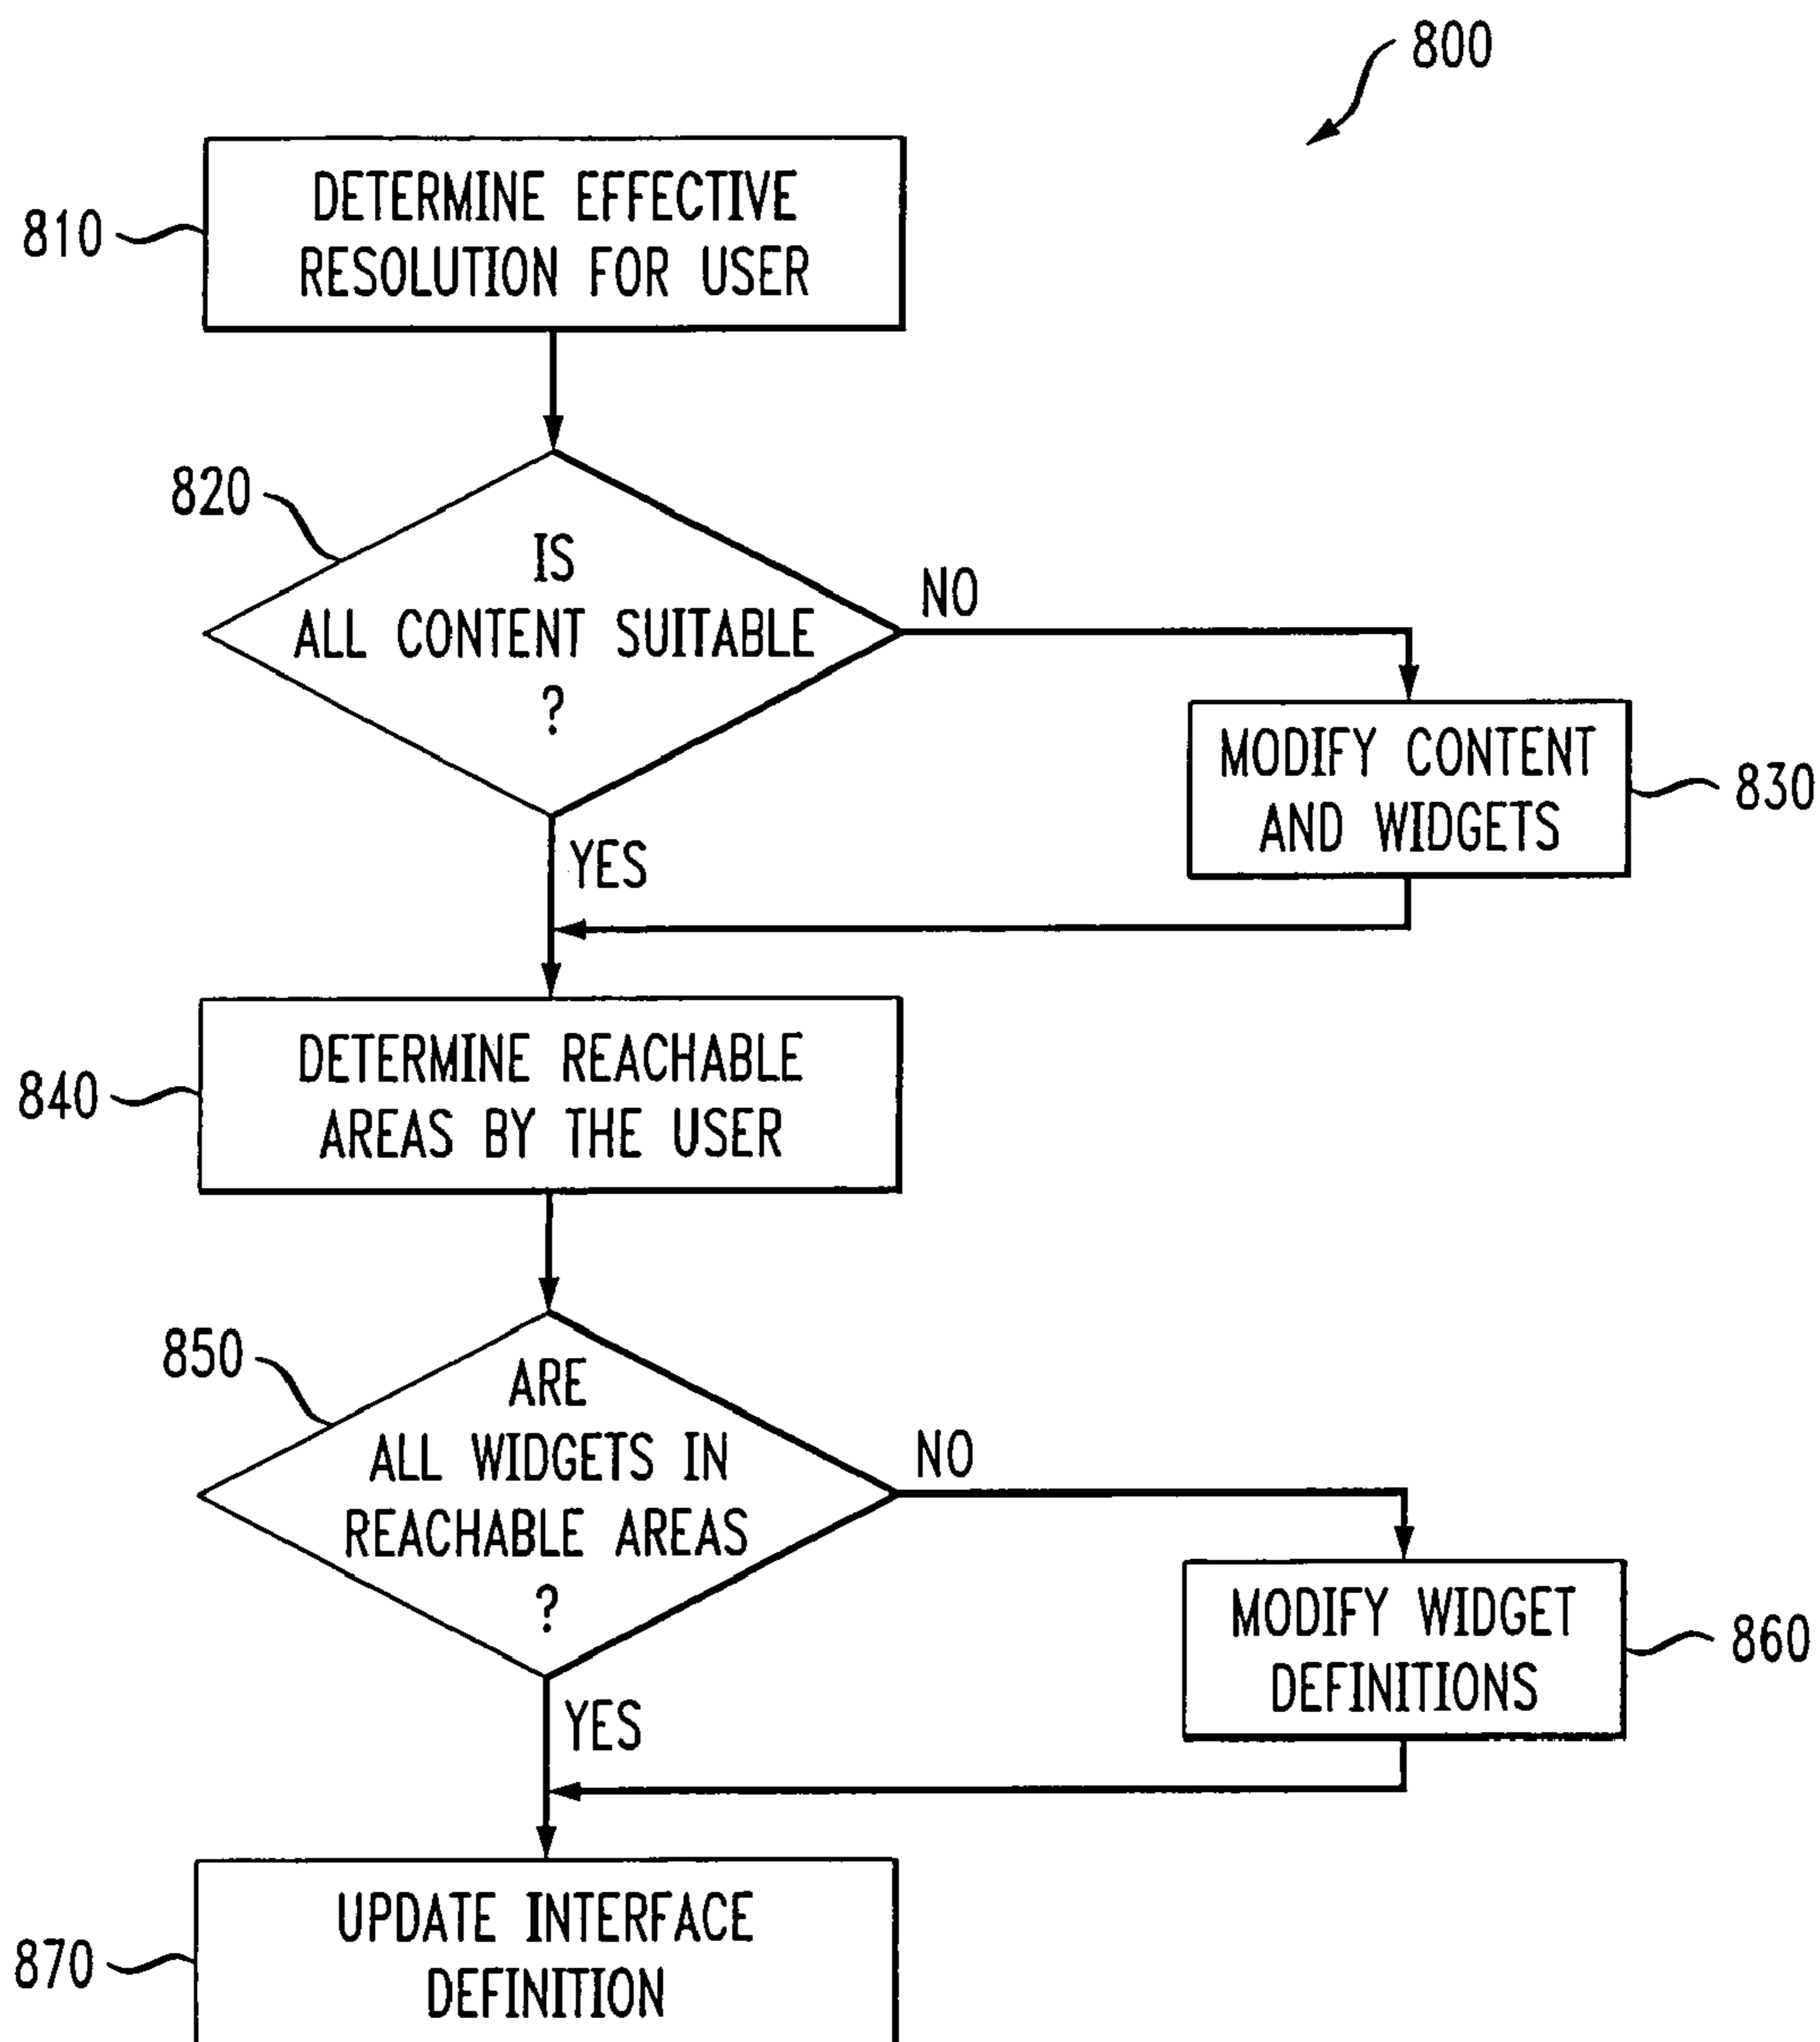 800
810
DETERMINE EFFECTIVE
RESOLUTION FOR USER
820
IS
ALL CONTENT SUITABLE
?
NO
YES
MODIFY CONTENT
AND WIDGETS
830
840
DETERMINE REACHABLE
AREAS BY THE USER
850
ARE
ALL WIDGETS IN
REACHABLE AREAS
?
NO
YES
MODIFY WIDGET
DEFINITIONS
860
870
UPDATE INTERFACE
DEFINITION